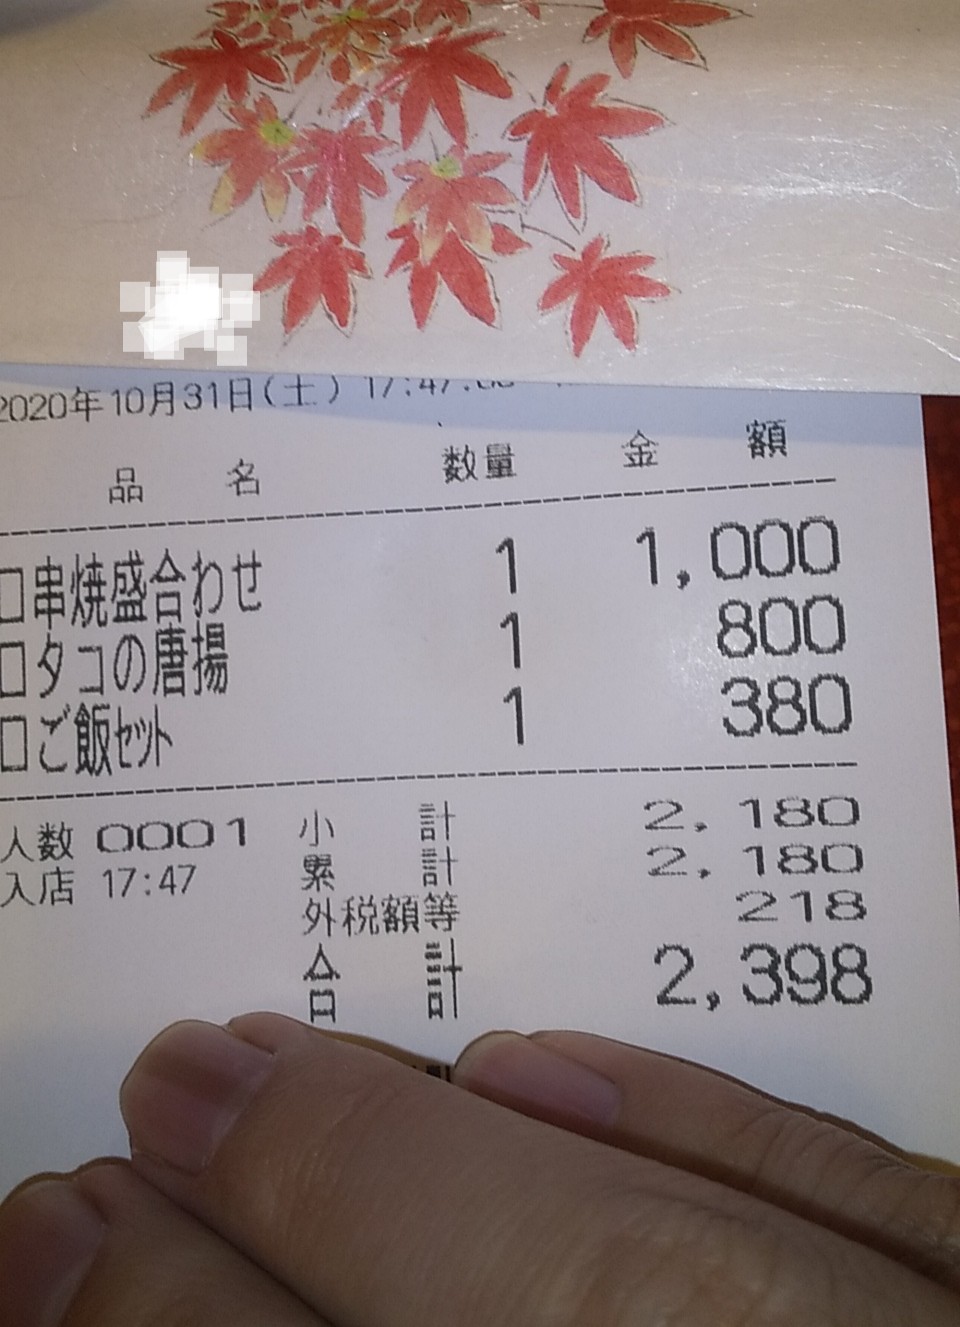 2020年10月31日(土) 17:47
品 名 数量 金 額
□串焼盛合わせ 1 1,000
□タコの唐揚 1 800
□ご飯セット 1 380
人数 0001 小 計 2,180
入店 17:47 累 計 2,180
外税額等 218
合 計 2,398